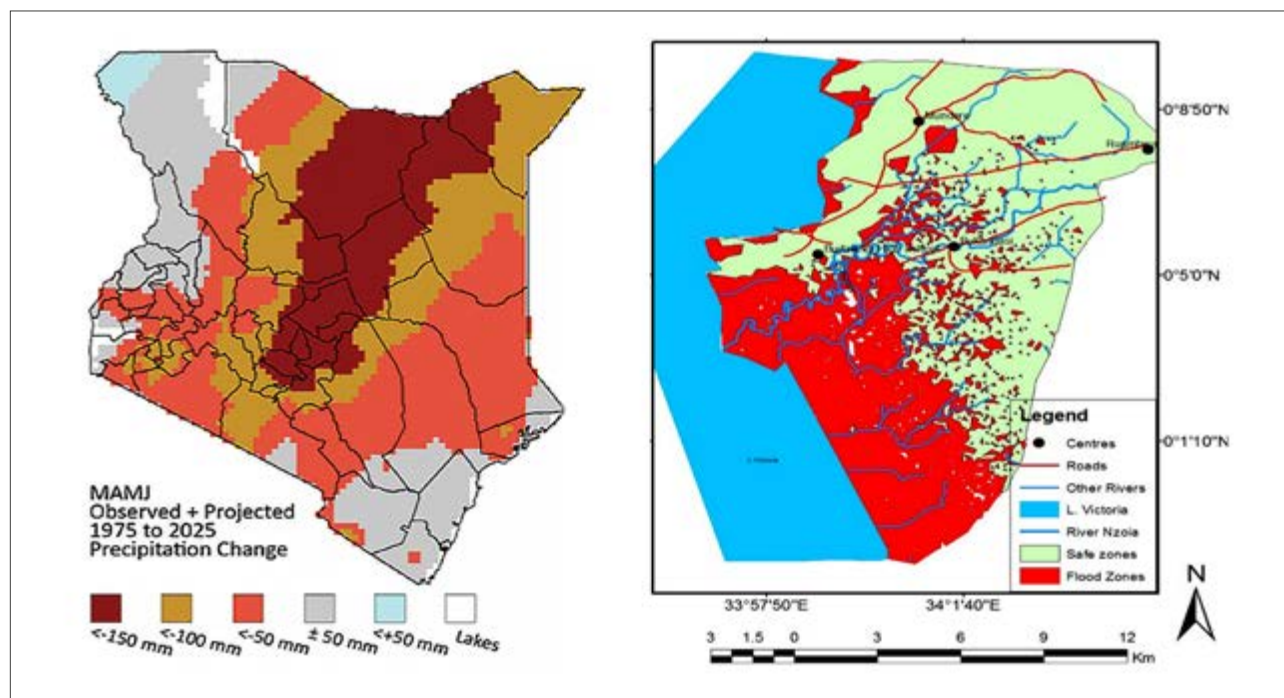 MAMJ
Observed + Projected
1975 to 2025
Precipitation Change
<-150 mm
<-100 mm
<-50 mm
± 50 mm
<+50 mm
Lakes
0°8'50"N
0°5'0"N
0°1'10"N
Legend
Centres
Roads
Other Rivers
L. Victoria
River Nzoia
Safe zones
Flood Zones
33°57'50"E
34°1'40"E
N
3 1.5 0 3 6 9 12
Km